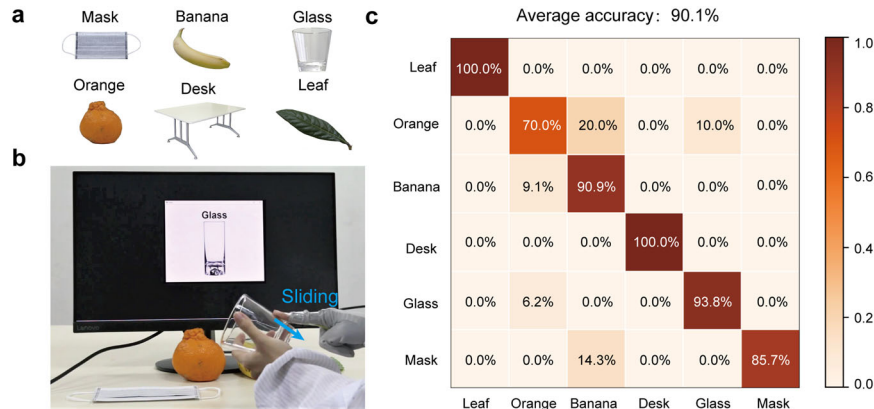 a
Mask Banana Glass
Orange Desk Leaf
b
Glass
Sliding
Lenovo
c
Average accuracy: 90.1%
Leaf 100.0% 0.0% 0.0% 0.0% 0.0% 0.0%
Orange 0.0% 70.0% 20.0% 0.0% 10.0% 0.0%
Banana 0.0% 9.1% 90.9% 0.0% 0.0% 0.0%
Desk 0.0% 0.0% 0.0% 100.0% 0.0% 0.0%
Glass 0.0% 6.2% 0.0% 0.0% 93.8% 0.0%
Mask 0.0% 0.0% 14.3% 0.0% 0.0% 85.7%
Leaf Orange Banana Desk Glass Mask
1.0
0.8
0.6
0.4
0.2
0.0